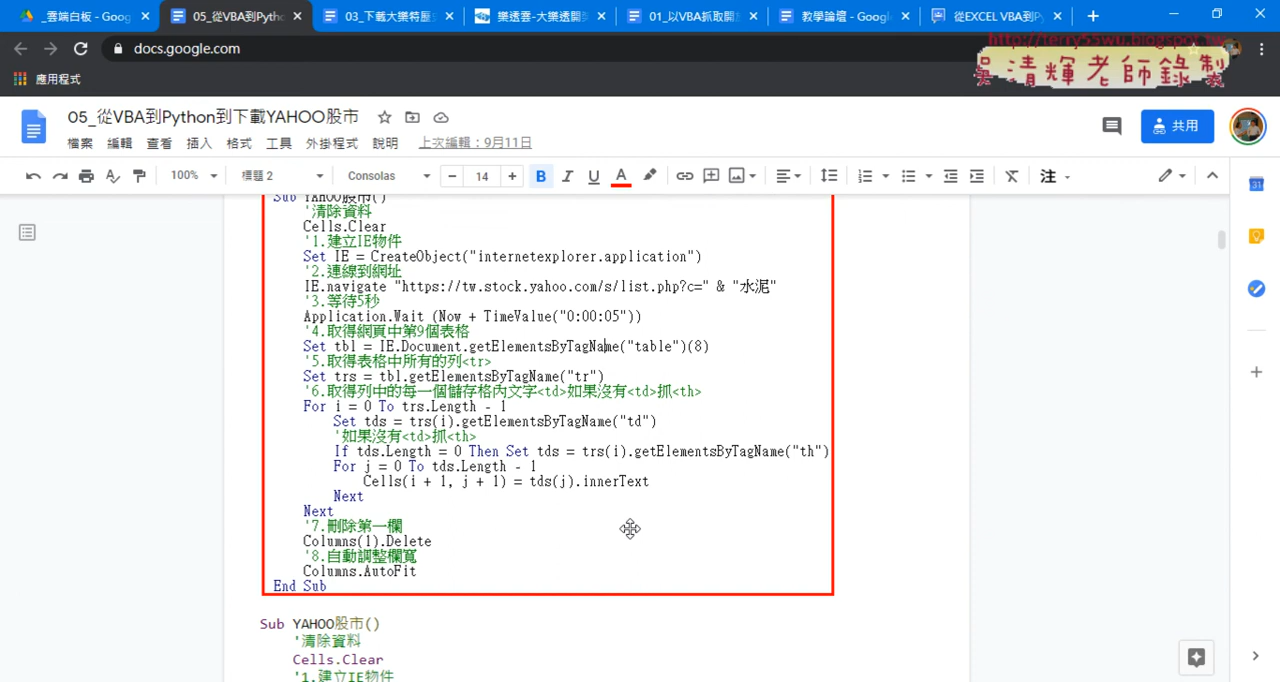 _雲端白板 - Goog
05_從VBA到Pyth
03_下載大樂特屋
樂透雲-大樂透開
01_以VBA抓取開
教學論壇 - Googl
從EXCEL VBA到P
docs.google.com
http://terry55wu.blogspot.tw
吳清輝老師錄製
應用程式
05_從VBA到Python到下載YAHOO股市
檔案 編輯 查看 插入 格式 工具 外掛程式 說明 上次編輯：9月11日
共用
100% 標題 2 Consolas 14 B I U A 注
Sub YAHOO股市()
'清除資料
Cells.Clear
'1.建立IE物件
Set IE = CreateObject("internetexplorer.application")
'2.連線到網址
IE.navigate "https://tw.stock.yahoo.com/s/list.php?c=" & "水泥"
'3.等待5秒
Application.Wait (Now + TimeValue("0:00:05"))
'4.取得網頁中第9個表格
Set tbl = IE.Document.getElementsByTagName("table")(8)
'5.取得表格中所有的列<tr>
Set trs = tbl.getElementsByTagName("tr")
'6.取得列中的每一個儲存格內文字<td>如果沒有<td>抓<th>
For i = 0 To trs.Length - 1
Set tds = trs(i).getElementsByTagName("td")
'如果沒有<td>抓<th>
If tds.Length = 0 Then Set tds = trs(i).getElementsByTagName("th")
For j = 0 To tds.Length - 1
Cells(i + 1, j + 1) = tds(j).innerText
Next
Next
'7.刪除第一欄
Columns(1).Delete
'8.自動調整欄寬
Columns.AutoFit
End Sub
Sub YAHOO股市()
'清除資料
Cells.Clear
'1.建立IE物件